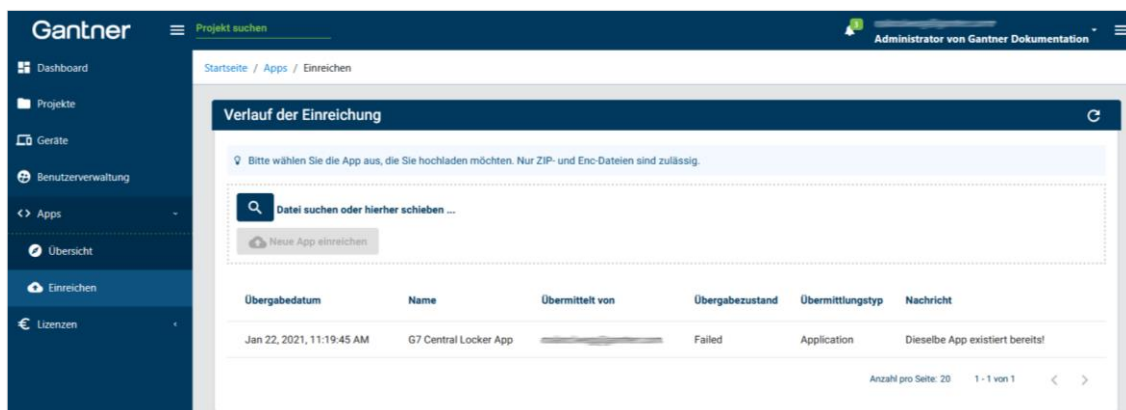 Gantner
Projekt suchen
3
Administrator von Gantner Dokumentation
Dashboard
Projekte
Geräte
Benutzerverwaltung
Apps
Übersicht
Einreichen
Lizenzen
Startseite / Apps / Einreichen
Verlauf der Einreichung
Bitte wählen Sie die App aus, die Sie hochladen möchten. Nur ZIP- und Enc-Dateien sind zulässig.
Datei suchen oder hierher schieben ...
Neue App einreichen
Übergabedatum Name Übermittelt von Übergabezustand Übermittlungstyp Nachricht
Jan 22, 2021, 11:19:45 AM G7 Central Locker App Failed Application Dieselbe App existiert bereits!
Anzahl pro Seite: 20 1 - 1 von 1